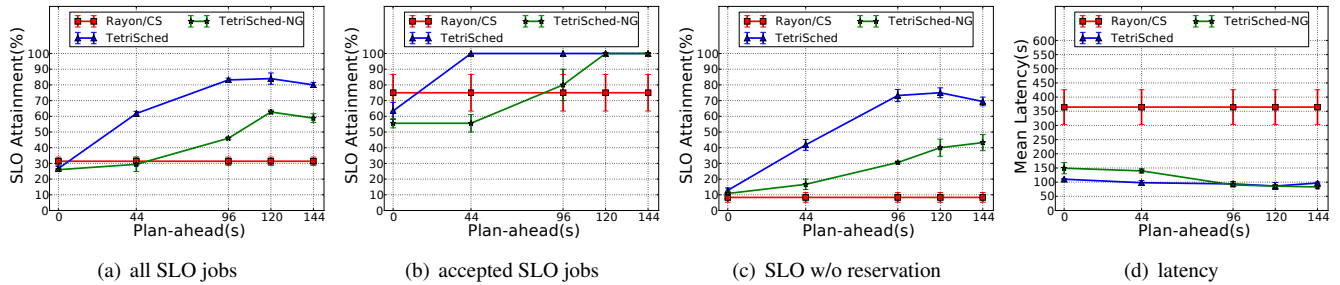 Rayon/CS
TetriSched
TetriSched-NG
SLO Attainment(%)
100
90
80
70
60
50
40
30
20
10
0
0 44 96 120 144
Plan-ahead(s)
(a) all SLO jobs
Rayon/CS
TetriSched
TetriSched-NG
SLO Attainment(%)
100
90
80
70
60
50
40
30
20
10
0
0 44 96 120 144
Plan-ahead(s)
(b) accepted SLO jobs
Rayon/CS
TetriSched
TetriSched-NG
SLO Attainment(%)
100
90
80
70
60
50
40
30
20
10
0
0 44 96 120 144
Plan-ahead(s)
(c) SLO w/o reservation
Rayon/CS
TetriSched
TetriSched-NG
Mean Latency(s)
600
550
500
450
400
350
300
250
200
150
100
50
0
0 44 96 120 144
Plan-ahead(s)
(d) latency